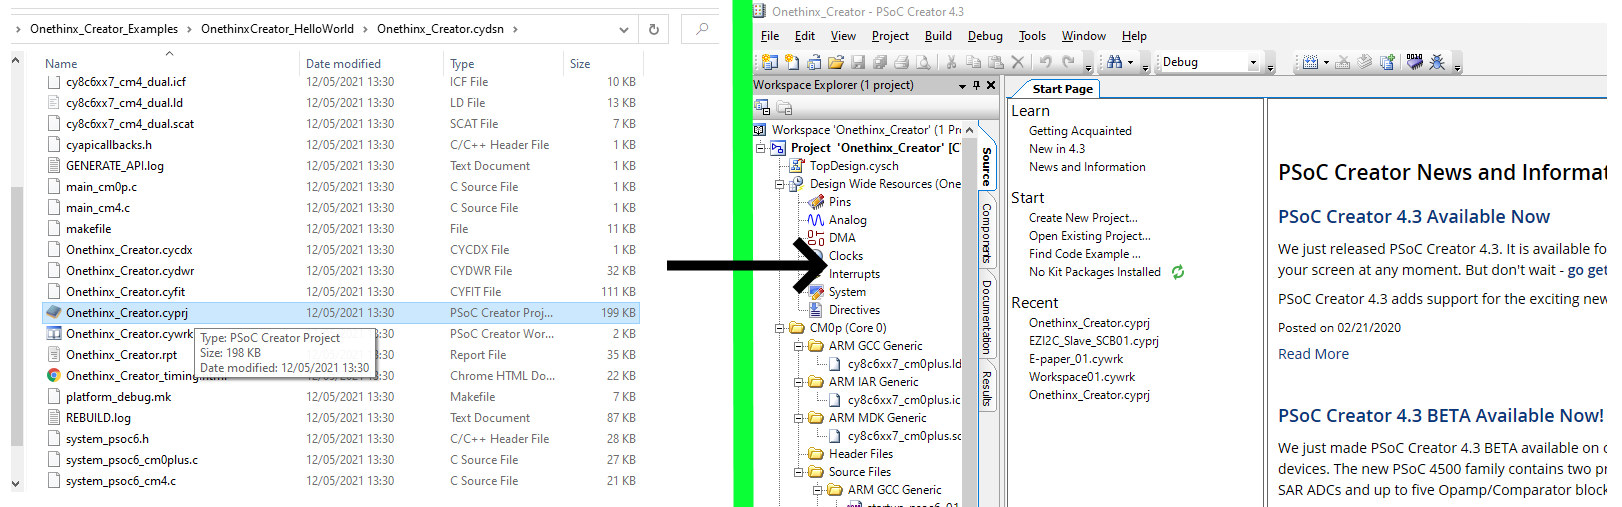 Onethinx_Creator_Examples > OnethinxCreator_HelloWorld > Onethinx_Creator.cydsn >
Name Date modified Type Size
cy8c6xx7_cm4_dual.icf 12/05/2021 13:30 ICF File 10 KB
cy8c6xx7_cm4_dual.ld 12/05/2021 13:30 LD File 13 KB
cy8c6xx7_cm4_dual.scat 12/05/2021 13:30 SCAT File 7 KB
cyapicallbacks.h 12/05/2021 13:30 C/C++ Header File 1 KB
GENERATE_API.log 12/05/2021 13:30 Text Document 1 KB
main_cm0p.c 12/05/2021 13:30 C Source File 1 KB
main_cm4.c 12/05/2021 13:30 C Source File 1 KB
makefile 12/05/2021 13:30 File 11 KB
Onethinx_Creator.cycdx 12/05/2021 13:30 CYCDX File 1 KB
Onethinx_Creator.cydwr 12/05/2021 13:30 CYDWR File 32 KB
Onethinx_Creator.cyfit 12/05/2021 13:30 CYFIT File 111 KB
Onethinx_Creator.cyprj 12/05/2021 13:30 PSoC Creator Proj... 199 KB
Onethinx_Creator.cywrk 13:30 PSoC Creator Wor... 2 KB
Onethinx_Creator.rpt 13:30 Report File 35 KB
Onethinx_Creator_timing.html 13:30 Chrome HTML Do... 22 KB
Type: PSoC Creator Project
Size: 198 KB
Date modified: 12/05/2021 13:30
platform_debug.mk 12/05/2021 13:30 Makefile 7 KB
REBUILD.log 12/05/2021 13:30 Text Document 87 KB
system_psoc6.h 12/05/2021 13:30 C/C++ Header File 28 KB
system_psoc6_cm0plus.c 12/05/2021 13:30 C Source File 27 KB
system_psoc6_cm4.c 12/05/2021 13:30 C Source File 21 KB
Onethinx_Creator - PSoC Creator 4.3
File Edit View Project Build Debug Tools Window Help
Debug
Workspace Explorer (1 project)
Workspace 'Onethinx_Creator' (1 Pr
Project 'Onethinx_Creator' [C
TopDesign.cysch
Design Wide Resources (One
Pins
Analog
DMA
Clocks
Interrupts
System
Directives
CM0p (Core 0)
ARM GCC Generic
cy8c6xx7_cm0plus.ld
ARM IAR Generic
cy8c6xx7_cm0plus.ic
ARM MDK Generic
cy8c6xx7_cm0plus.sc
Header Files
Source Files
ARM GCC Generic
Source
Components
Documentation
Results
Start Page
Learn
Getting Acquainted
New in 4.3
News and Information
Start
Create New Project...
Open Existing Project...
Find Code Example ...
No Kit Packages Installed
Recent
Onethinx_Creator.cyprj
EZI2C_Slave_SCB01.cyprj
E-paper_01.cywrk
Workspace01.cywrk
Onethinx_Creator.cyprj
PSoC Creator News and Informat
PSoC Creator 4.3 Available Now
We just released PSoC Creator 4.3. It is available fo
your screen at any moment. But don't wait - go get
PSoC Creator 4.3 adds support for the exciting new
Posted on 02/21/2020
Read More
PSoC Creator 4.3 BETA Available Now!
We just made PSoC Creator 4.3 BETA available on c
devices. The new PSoC 4500 family contains two pr
SAR ADCs and up to five Opamp/Comparator block